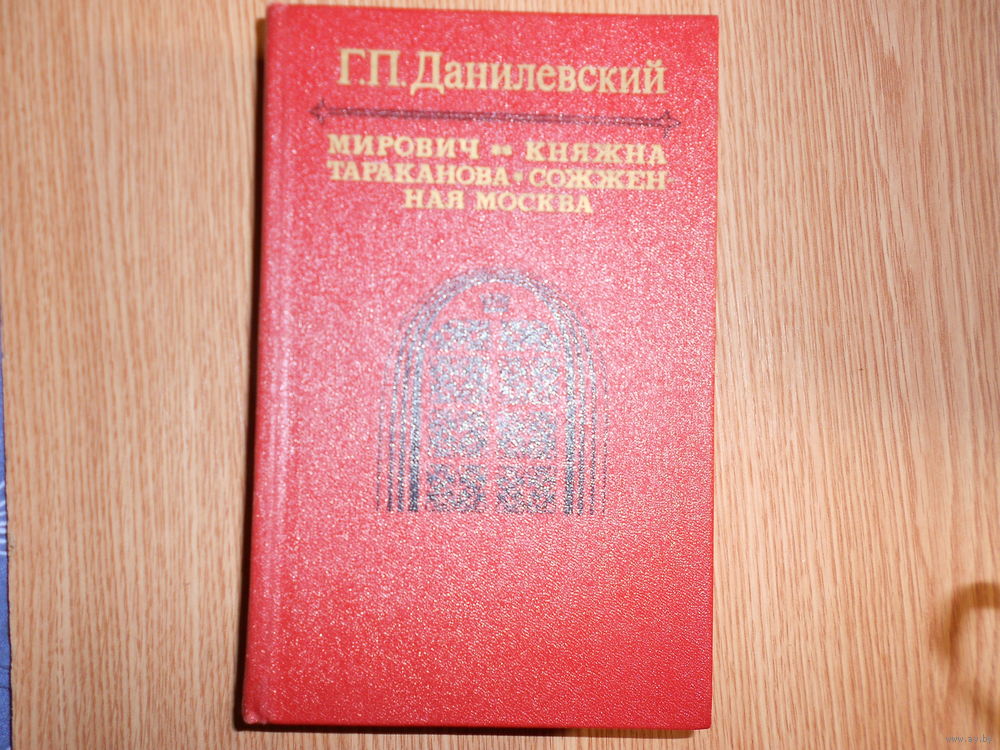 Г.П. Данилевский
МИРОВИЧ •• КНЯЖНА
ТАРАКАНОВА • СОЖЖЕН
НАЯ МОСКВА